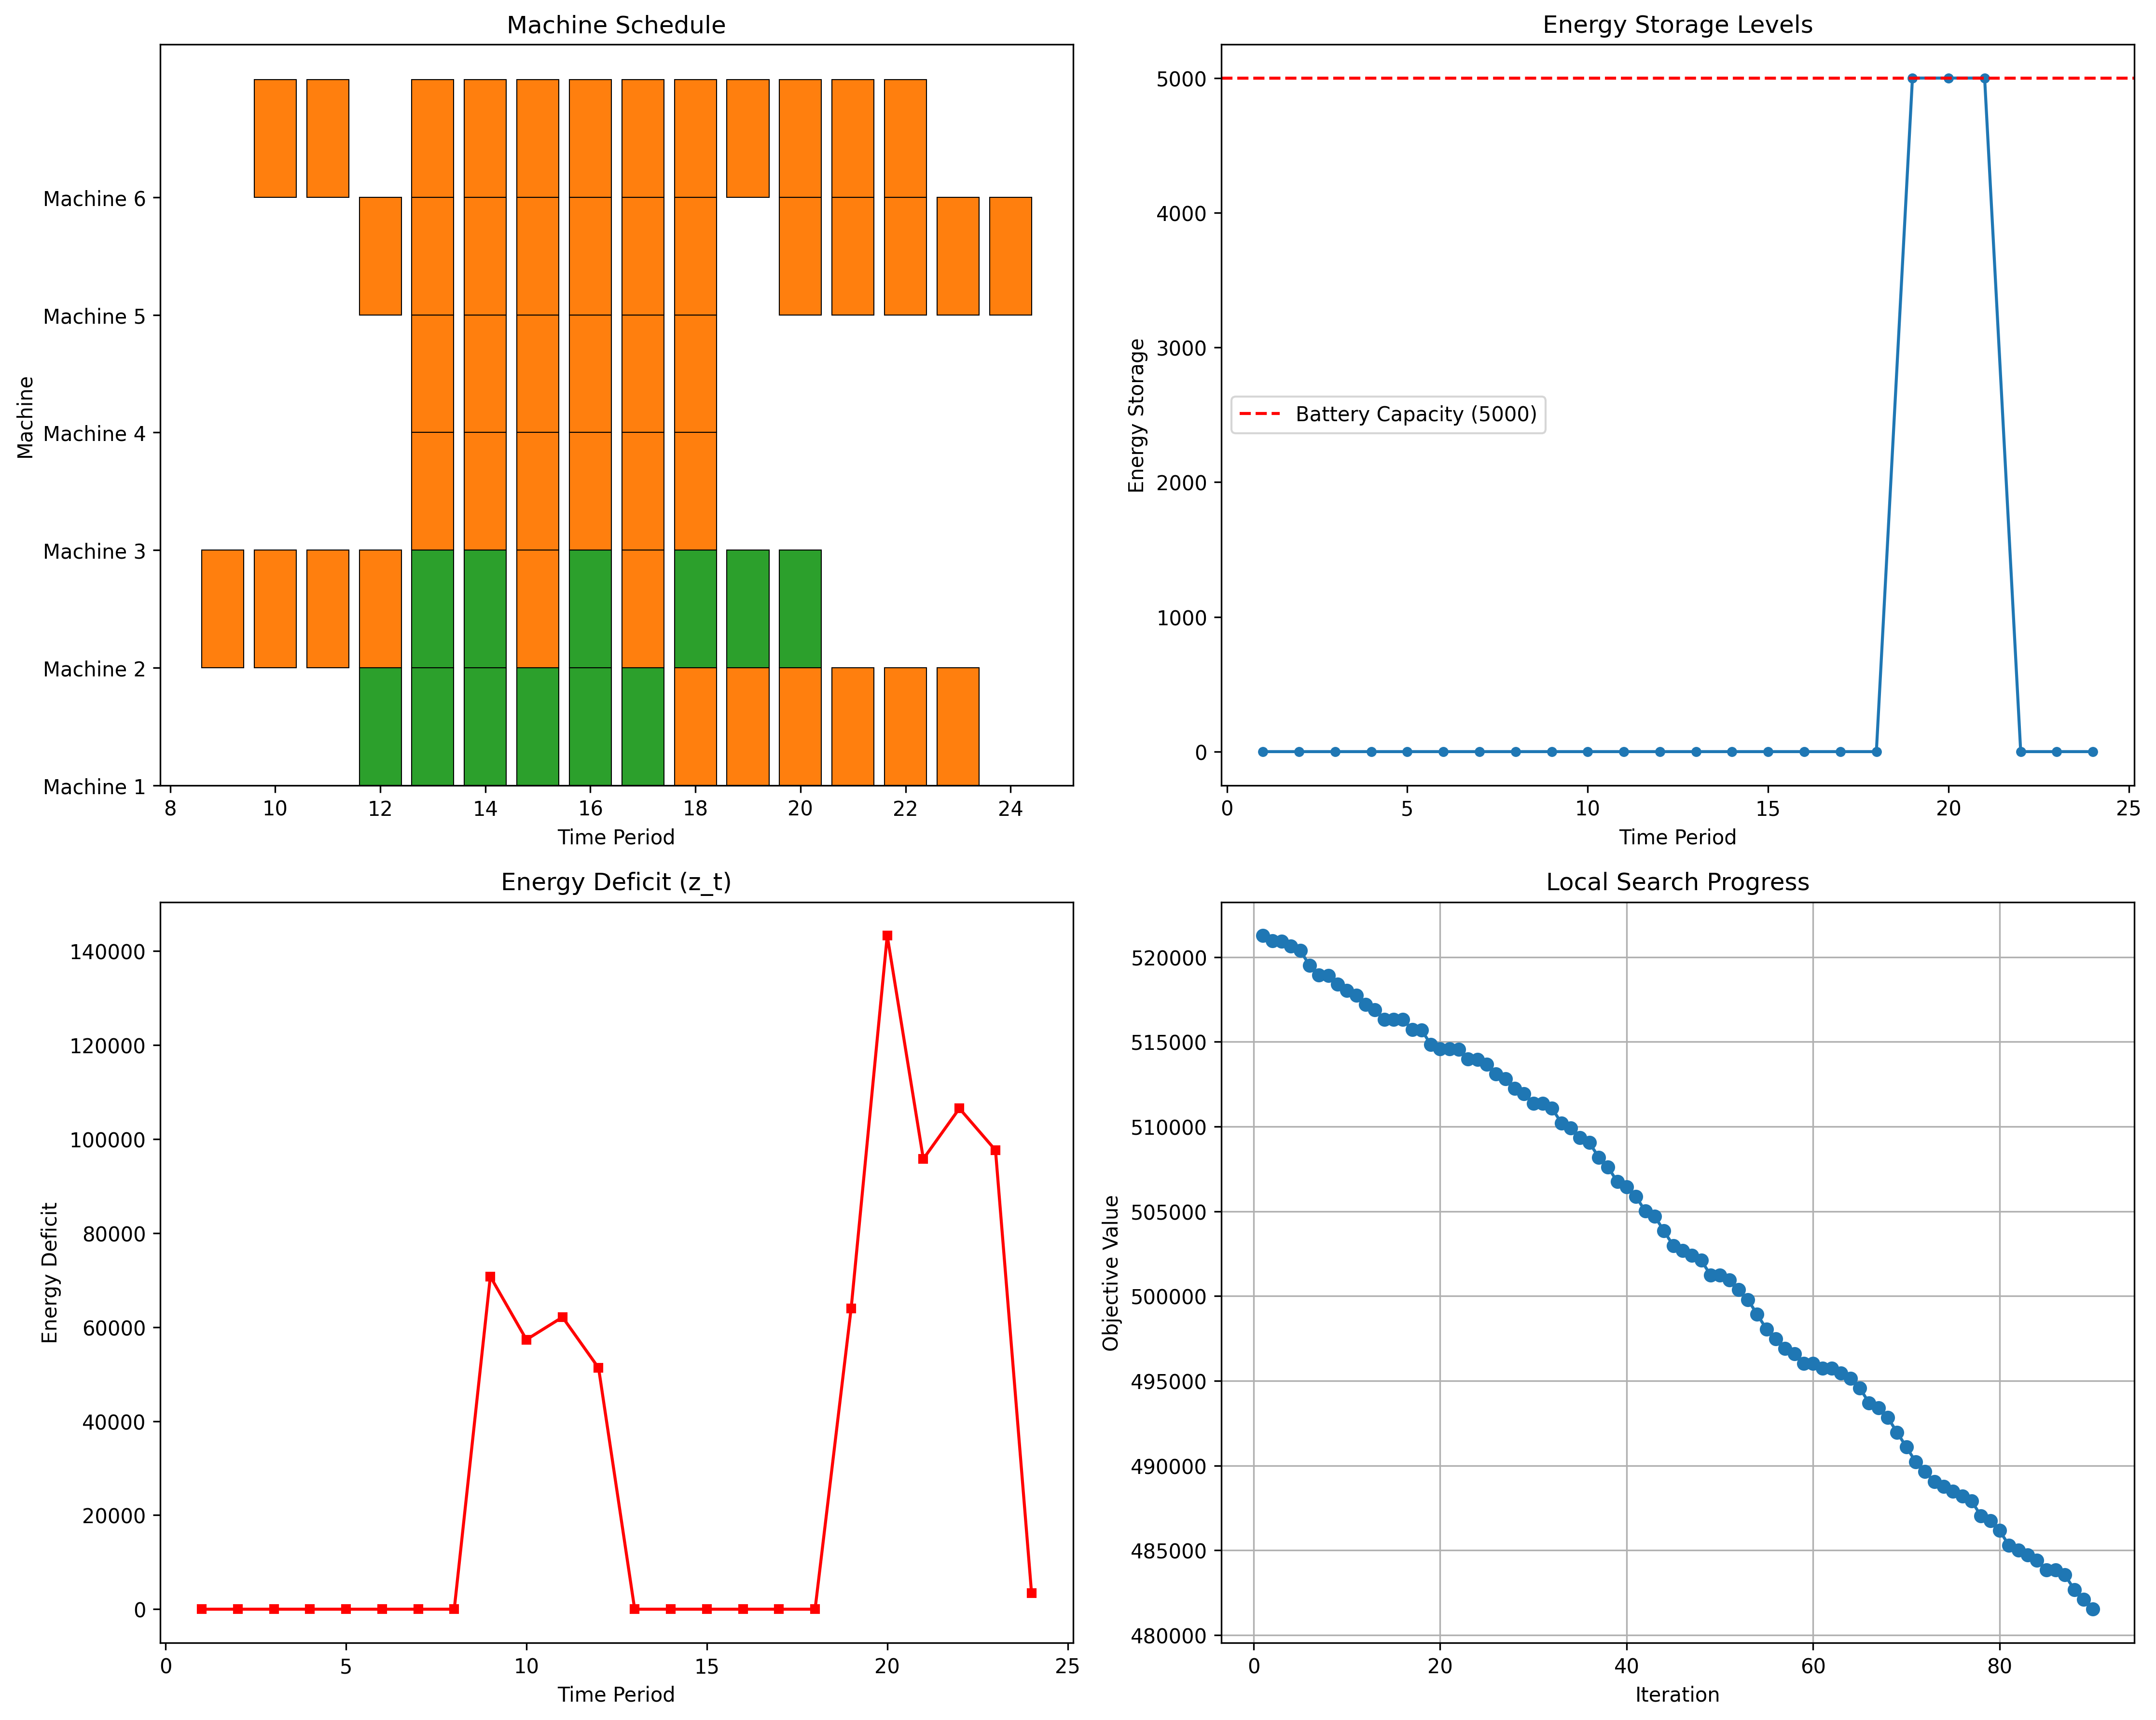 Machine Schedule
Machine
Machine 6
Machine 5
Machine 4
Machine 3
Machine 2
Machine 1
8 10 12 14 16 18 20 22 24
Time Period
Energy Storage Levels
Energy Storage
5000
4000
3000
2000
1000
0
Battery Capacity (5000)
0 5 10 15 20 25
Time Period
Energy Deficit (z_t)
Energy Deficit
140000
120000
100000
80000
60000
40000
20000
0
0 5 10 15 20 25
Time Period
Local Search Progress
Objective Value
520000
515000
510000
505000
500000
495000
490000
485000
480000
0 20 40 60 80
Iteration